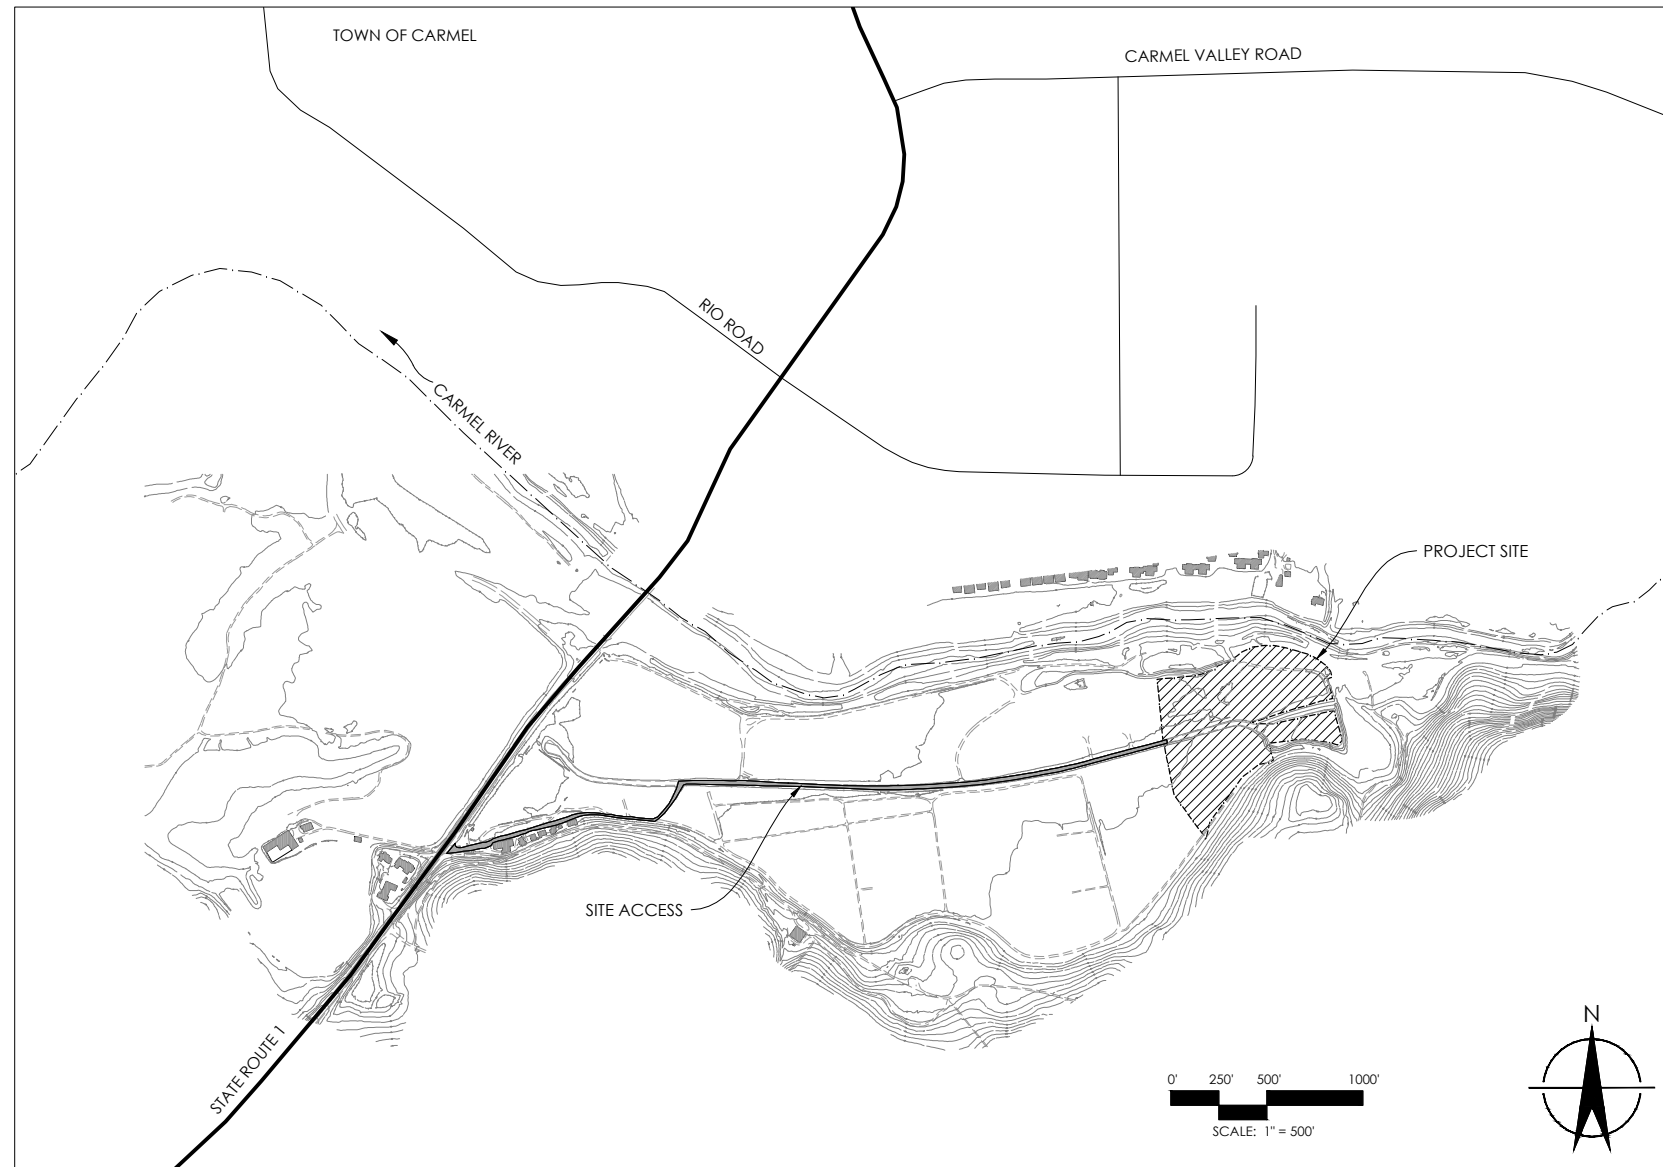 TOWN OF CARMEL
CARMEL VALLEY ROAD
RIO ROAD
CARMEL RIVER
PROJECT SITE
SITE ACCESS
STATE ROUTE 1
N
0' 250' 500' 1000'
SCALE: 1" = 500'